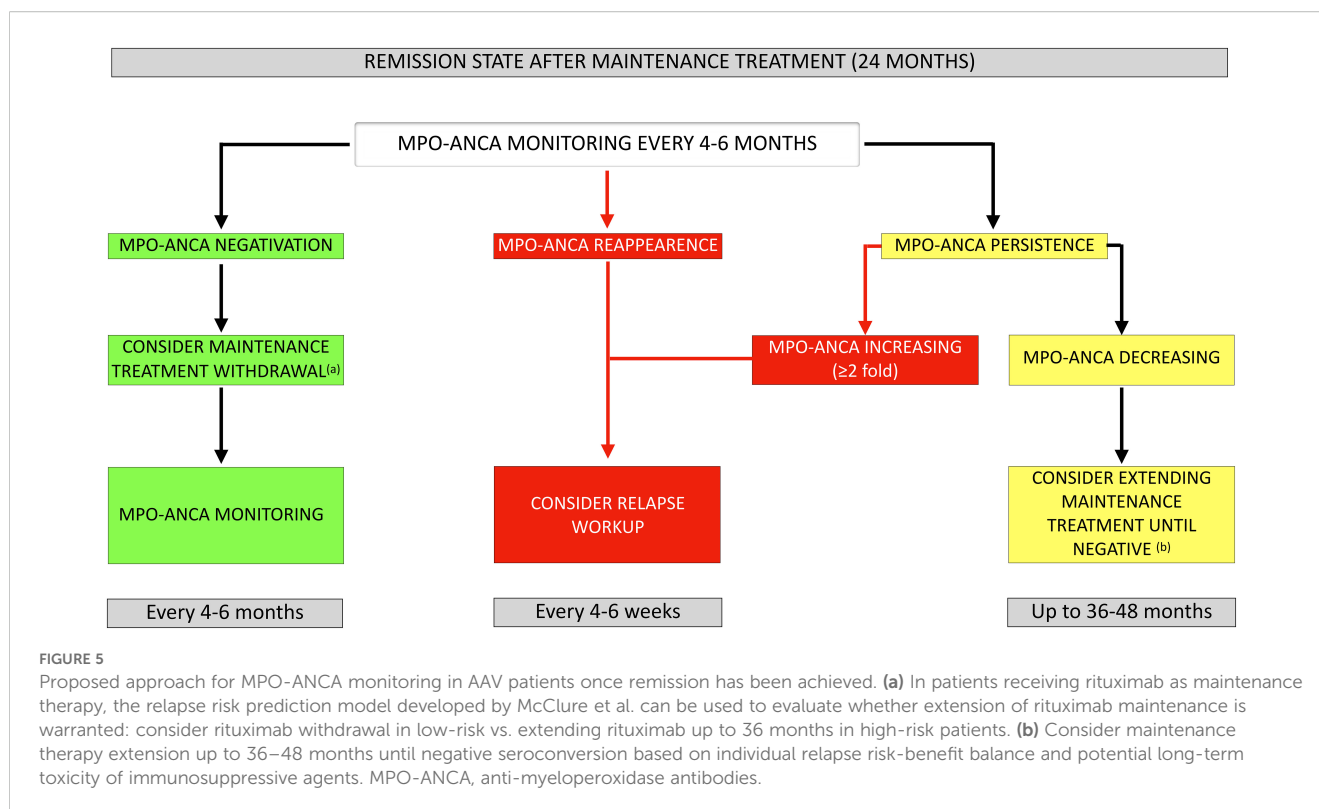 REMISSION STATE AFTER MAINTENANCE TREATMENT (24 MONTHS)
MPO-ANCA MONITORING EVERY 4-6 MONTHS
MPO-ANCA NEGATIVATION
MPO-ANCA REAPPEARENCE
MPO-ANCA PERSISTENCE
CONSIDER MAINTENANCE
TREATMENT WITHDRAWAL(a)
MPO-ANCA INCREASING
(≥2 fold)
MPO-ANCA DECREASING
MPO-ANCA MONITORING
CONSIDER RELAPSE
WORKUP
CONSIDER EXTENDING
MAINTENANCE
TREATMENT UNTIL
NEGATIVE (b)
Every 4-6 months
Every 4-6 weeks
Up to 36-48 months
FIGURE 5
Proposed approach for MPO-ANCA monitoring in AAV patients once remission has been achieved. (a) In patients receiving rituximab as maintenance
therapy, the relapse risk prediction model developed by McClure et al. can be used to evaluate whether extension of rituximab maintenance is
warranted: consider rituximab withdrawal in low-risk vs. extending rituximab up to 36 months in high-risk patients. (b) Consider maintenance
therapy extension up to 36–48 months until negative seroconversion based on individual relapse risk-benefit balance and potential long-term
toxicity of immunosuppressive agents. MPO-ANCA, anti-myeloperoxidase antibodies.